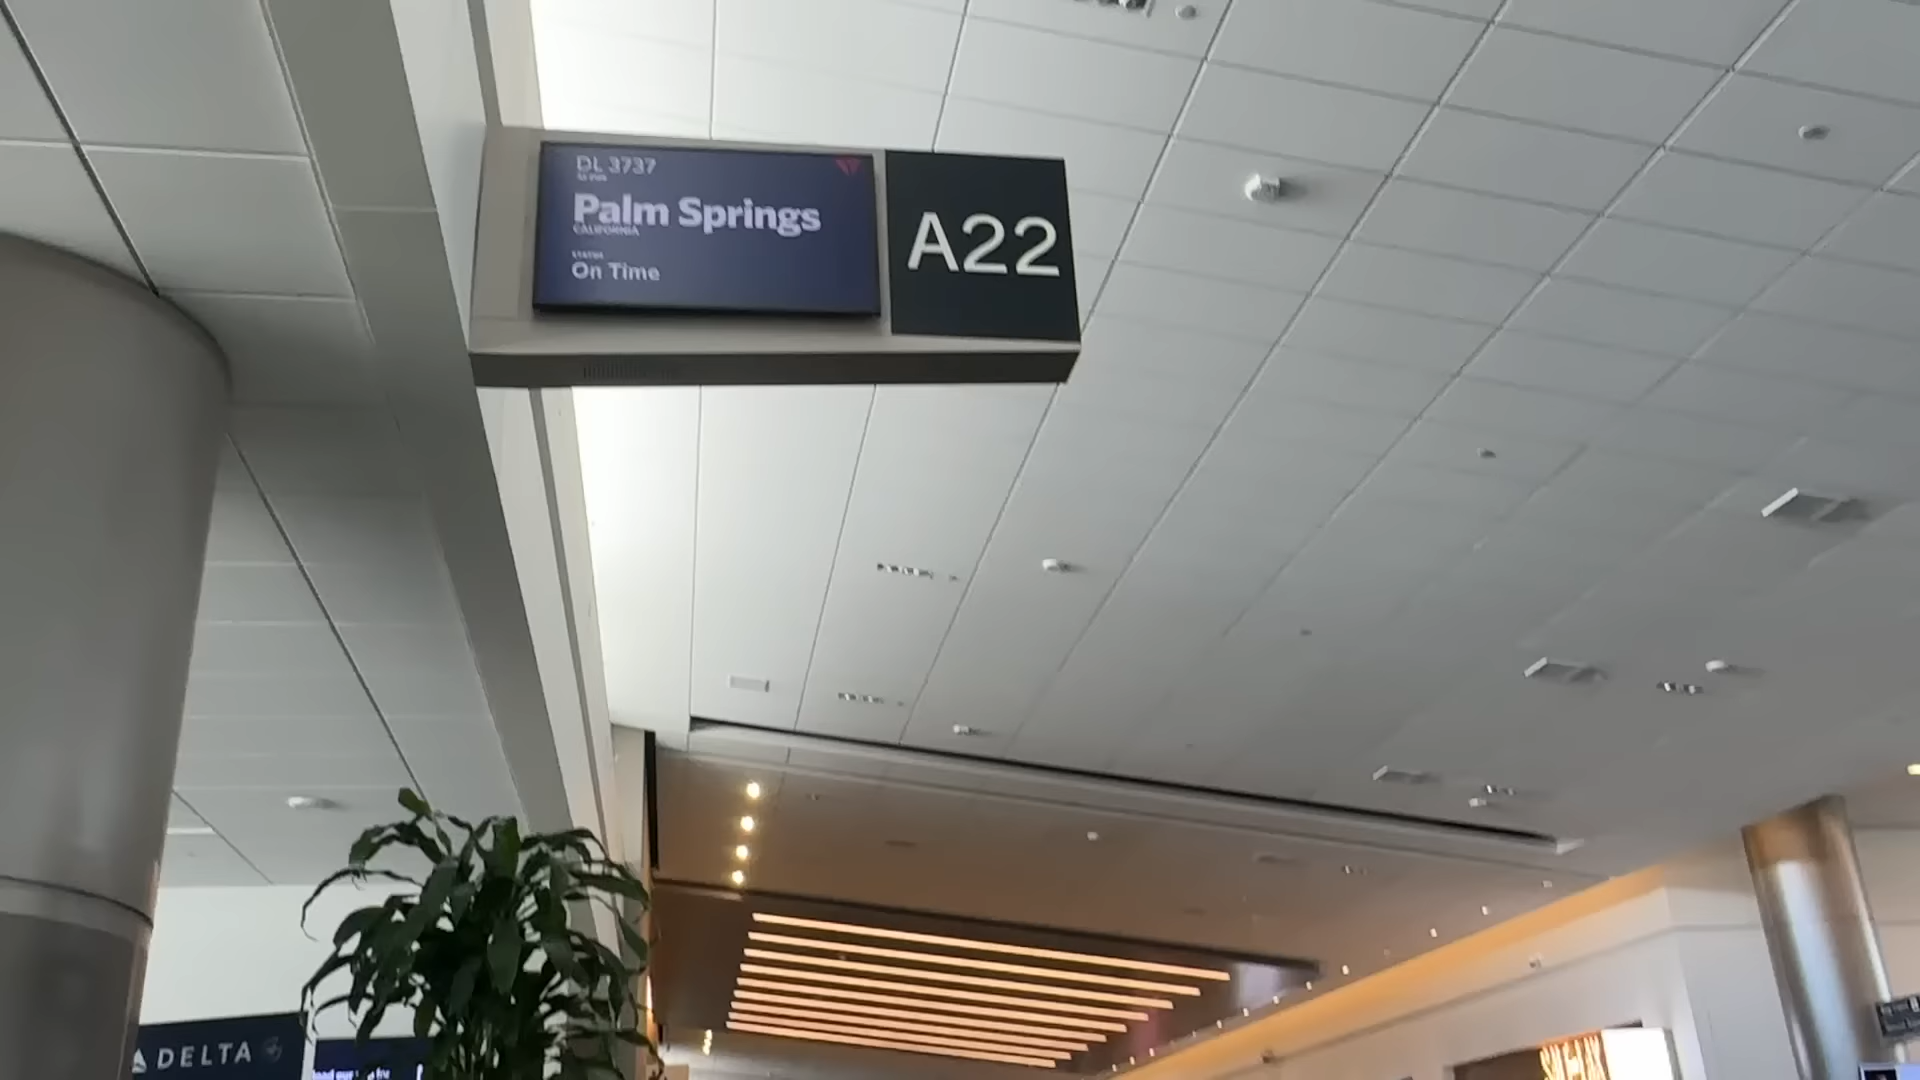 DL 3737
Palm Springs
CALIFORNIA
STATUS
On Time
A22
DELTA